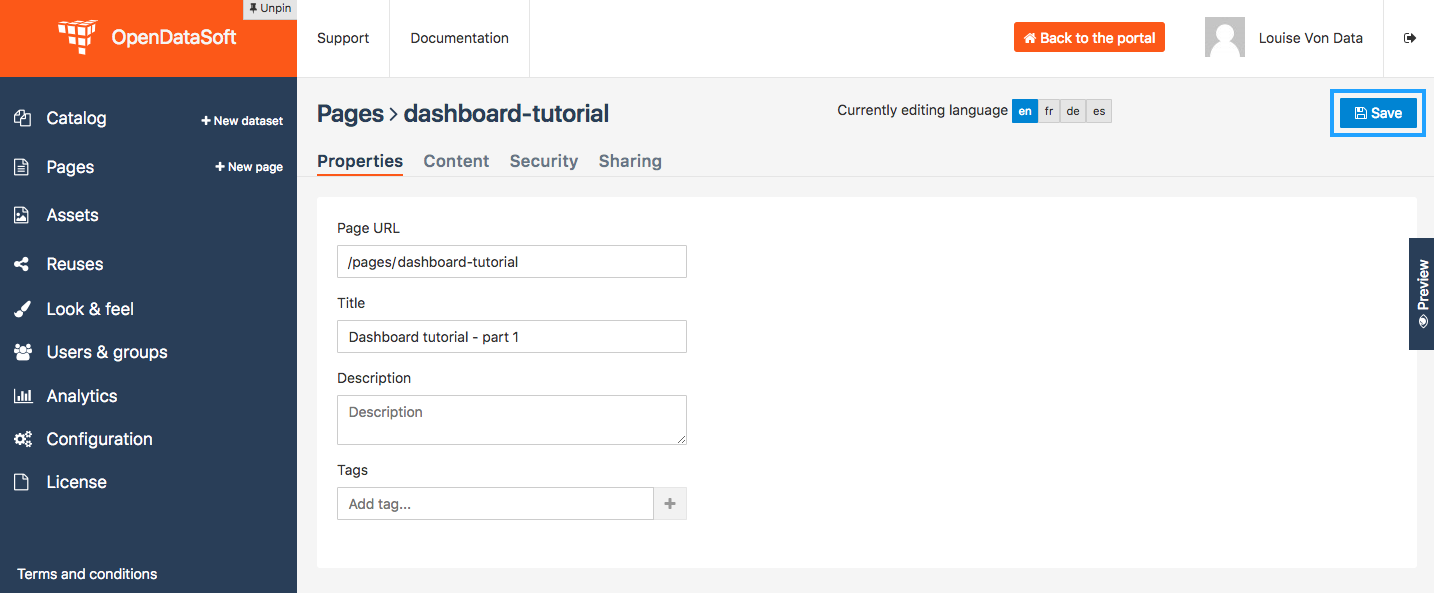 Unpin
OpenDataSoft
Support
Documentation
Back to the portal
Louise Von Data
Catalog
+ New dataset
Pages
+ New page
Assets
Reuses
Look & feel
Users & groups
Analytics
Configuration
License
Terms and conditions
Pages > dashboard-tutorial
Currently editing language en fr de es
Save
Properties Content Security Sharing
Page URL
/pages/dashboard-tutorial
Title
Dashboard tutorial - part 1
Description
Description
Tags
Add tag...
+
Preview